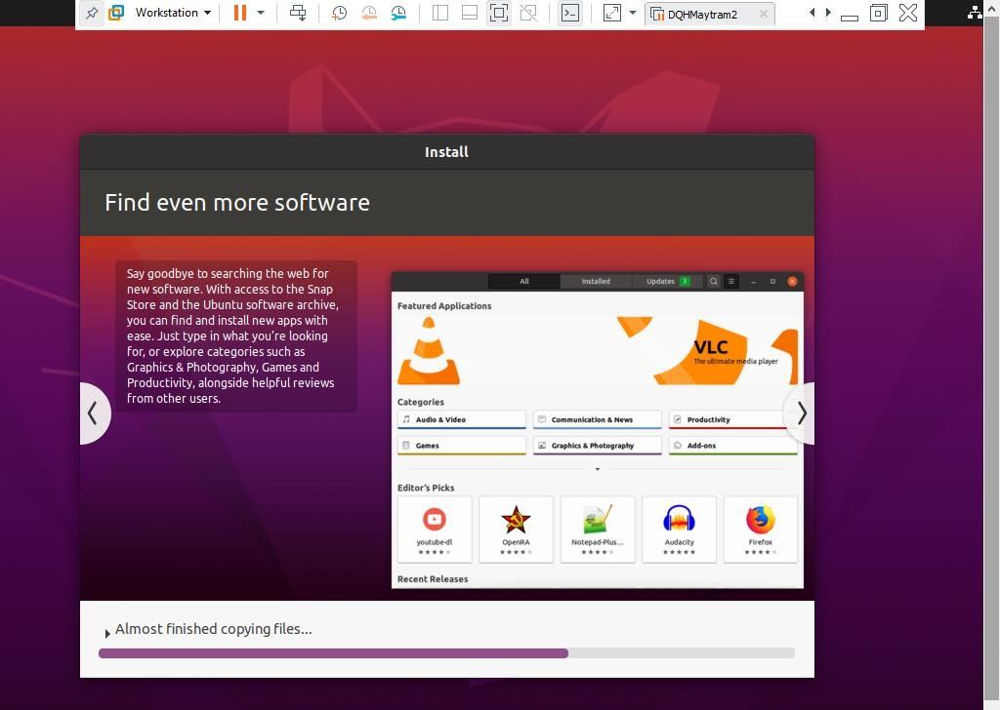 Workstation
DQHMaytram2
Install
Find even more software
Say goodbye to searching the web for
new software. With access to the Snap
Store and the Ubuntu software archive,
you can find and install new apps with
ease. Just type in what you're looking
for, or explore categories such as
Graphics & Photography, Games and
Productivity, alongside helpful reviews
from other users.
All
Installed
Updates 3
Featured Applications
VLC
The ultimate media player
Categories
Audio & Video
Communication & News
Productivity
Games
Graphics & Photography
Add-ons
Editor's Picks
youtube-dl
OpenRA
Notepad-Plus...
Audacity
Firefox
Recent Releases
Almost finished copying files...